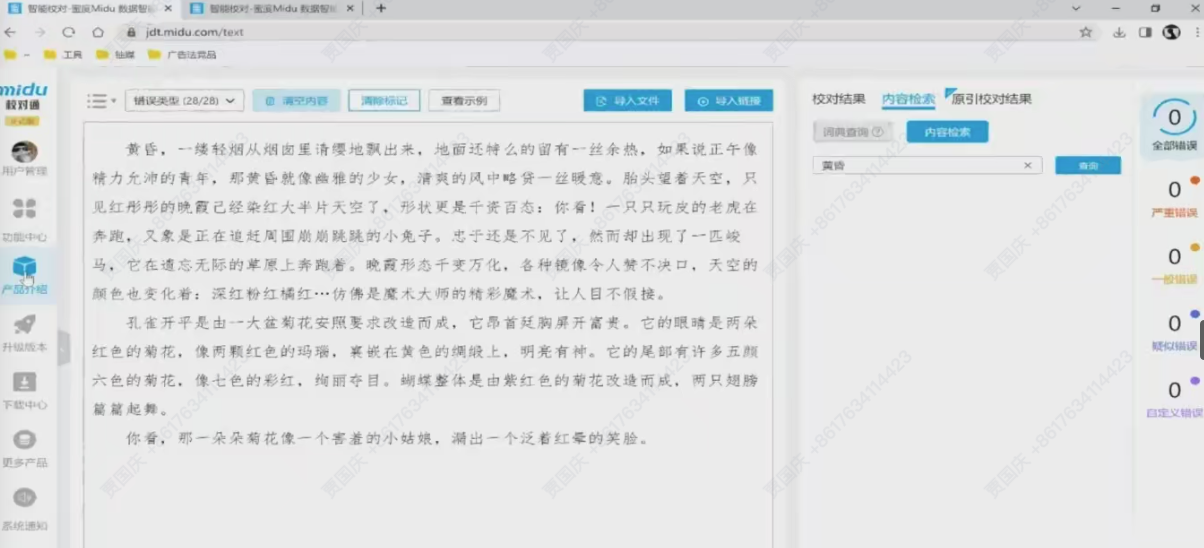 智能校对-蜜度Midu 数据智能
智能校对-蜜度Midu 数据智能
jdt.midu.com/text
工具
广告法竞品
midu
校对通
用户管理
功能中心
产品介绍
升级版本
下载中心
更多产品
系统通知
错误类型 (28/28)
清空内容
清除标记
查看示例
导入文件
导入链接
黄昏，一缕轻烟从烟囱里清缨地飘出来，地面还特么的留有一丝余热，如果说正午像
精力允沛的青年，那黄昏就像幽雅的少女，清爽的风中略贷一丝暖意。胎头望着天空，只
见红彤彤的晚霞己经染红大半片天空了，形状更是千资百态：你看！一只只玩皮的老虎在
奔跑，又象是正在追赶周围崩崩跳跳的小兔子。忠于还是不见了，然而却出现了一匹峻
马，它在遗忘无际的草原上奔跑着。晚霞形态千变万化，各种镜像令人赞不决口，天空的
颜色也变化着：深红粉红橘红…仿佛是魔术大师的精彩魔术，让人目不假接。
孔雀开平是由一大盆菊花安照要求改造而成，它昂首廷胸屏开富贵。它的眼睛是两朵
红色的菊花，像两颗红色的玛瑙，裹嵌在黄色的绸缎上，明亮有神。它的尾部有许多五颜
六色的菊花，像七色的彩红，绚丽夺目。蝴蝶整体是由紫红色的菊花改造而成，两只翅膀
篇篇起舞。
你看，那一朵朵菊花像一个害羞的小姑娘，漏出一个泛着红晕的笑脸。
校对结果 内容检索 原引校对结果
词典查询 内容检索
黄昏
查询
0
全部错误
0
严重错误
0
一般错误
0
疑似错误
0
自定义错误
贾国庆 +8617634114423